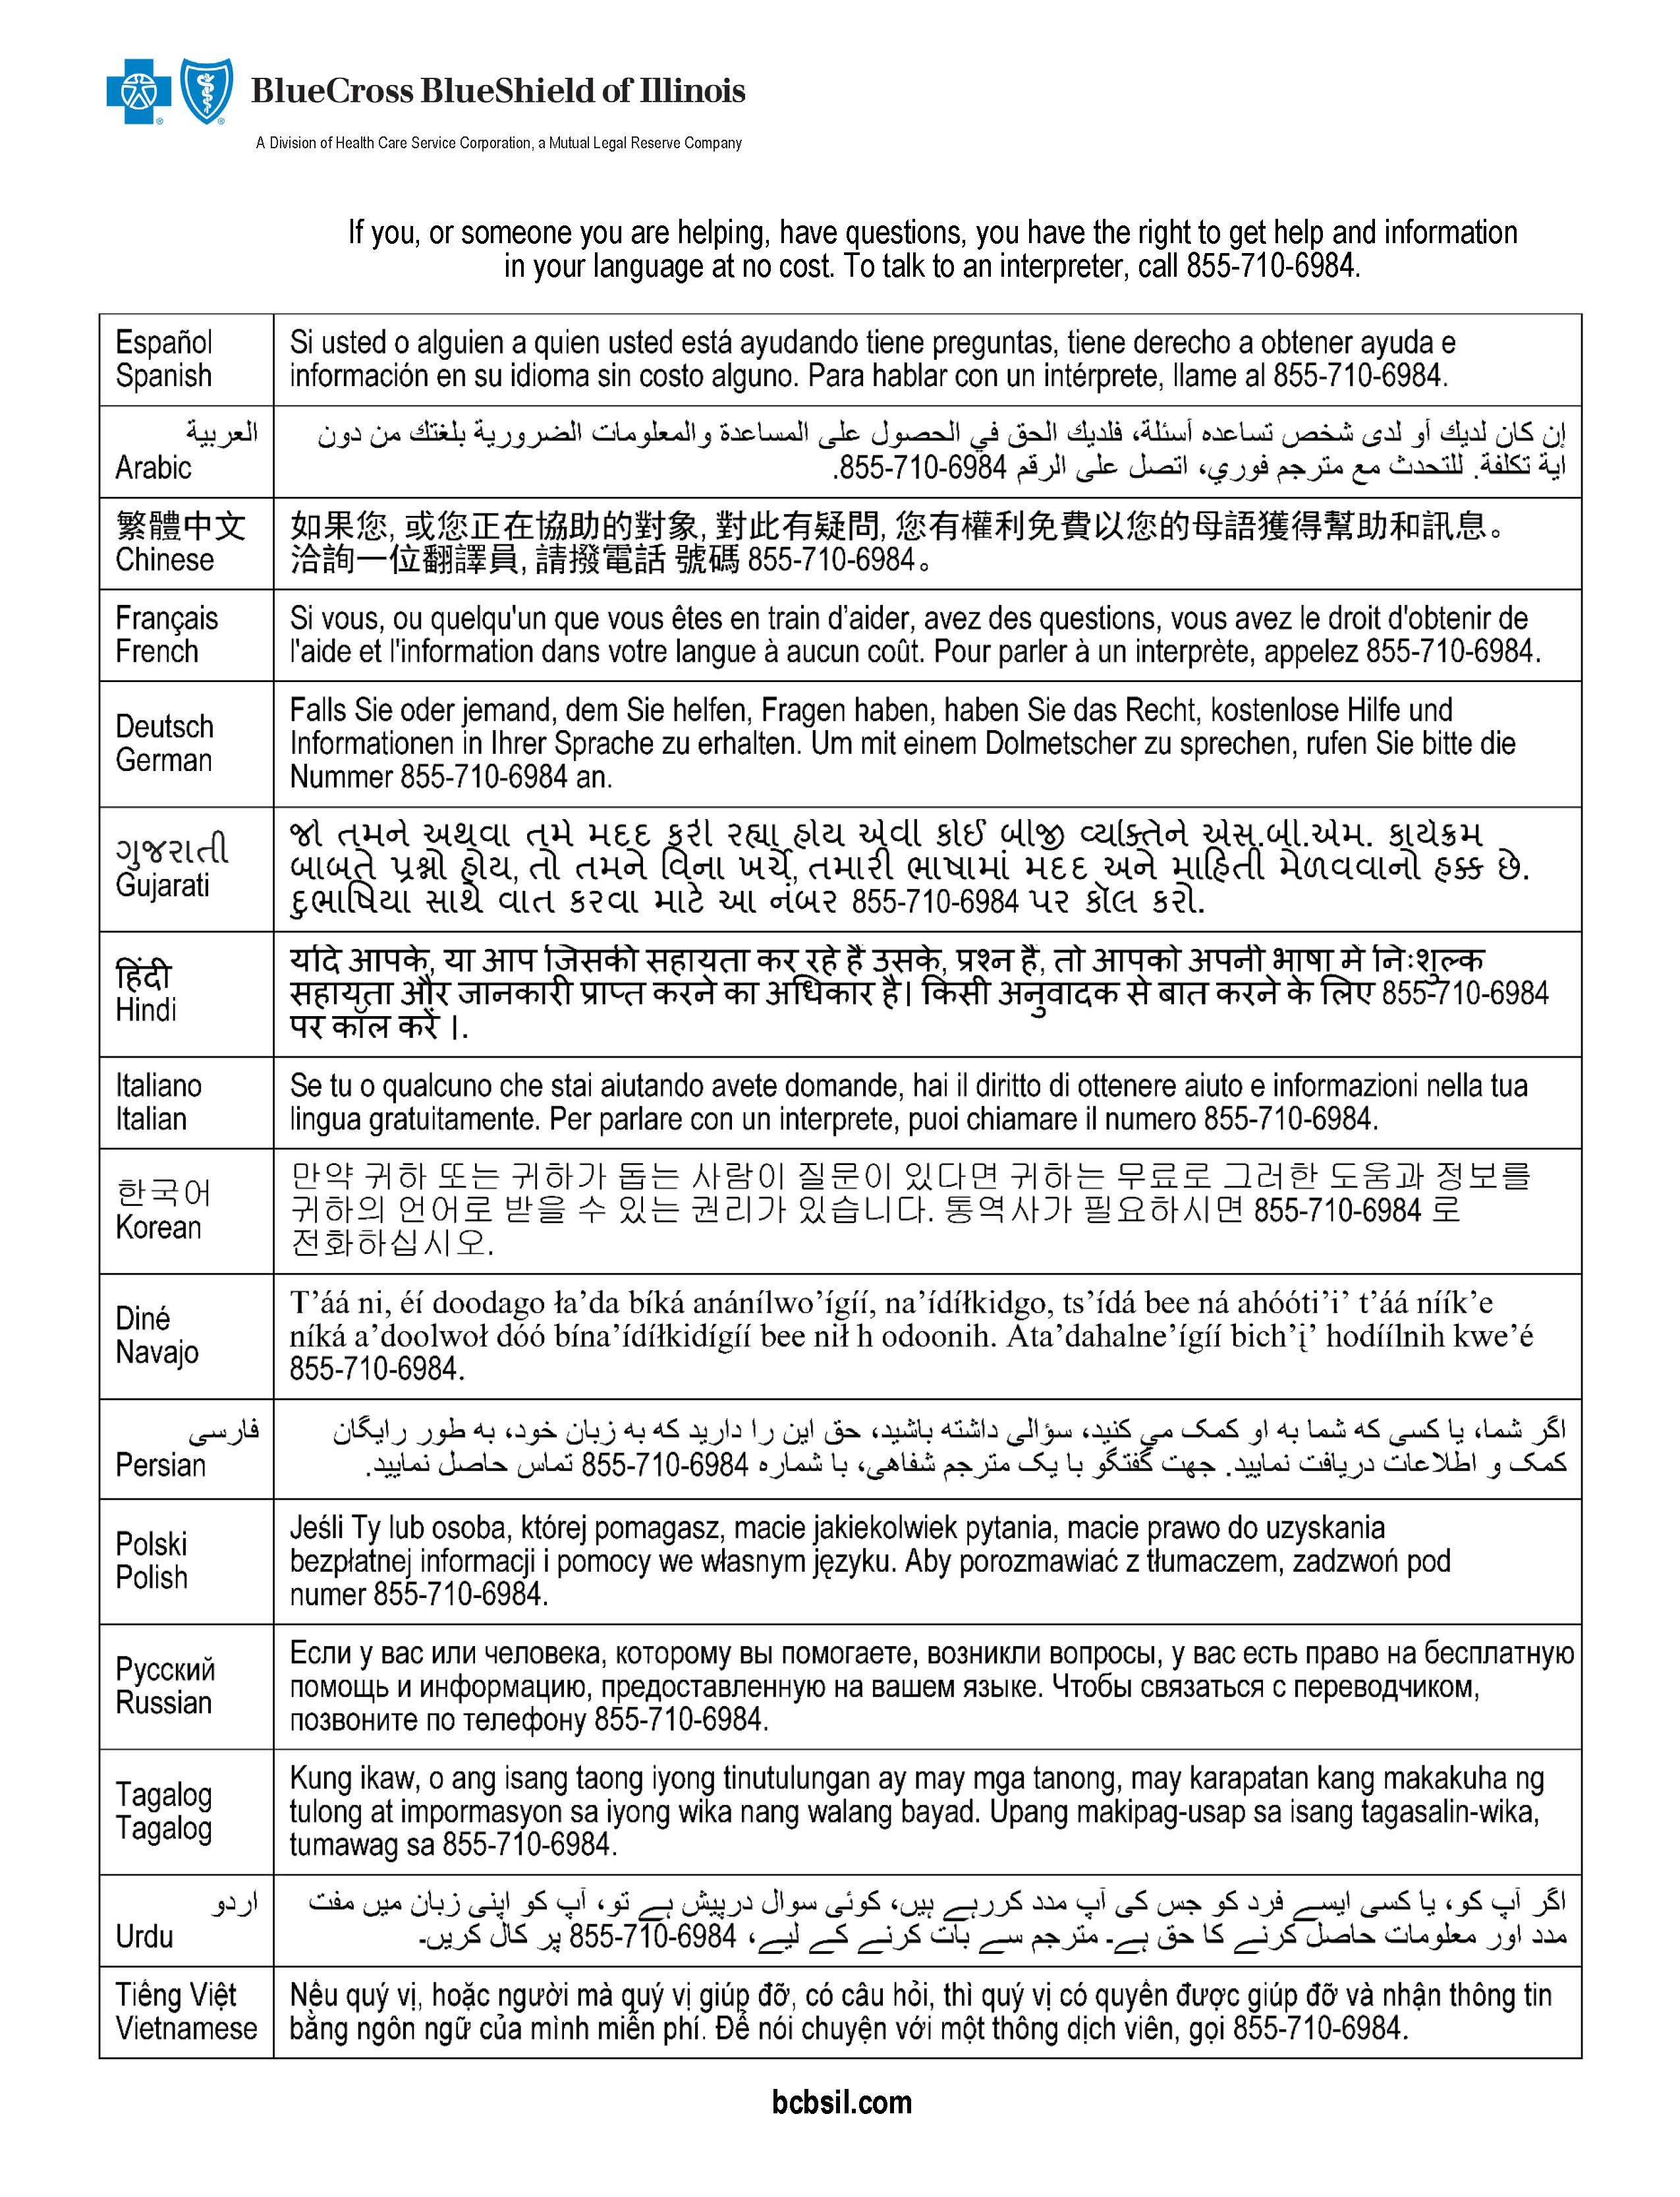 BlueCross BlueShield of Illinois
A Division of Health Care Service Corporation, a Mutual Legal Reserve Company
If you, or someone you are helping, have questions, you have the right to get help and information
in your language at no cost. To talk to an interpreter, call 855-710-6984.
Español
Spanish
Si usted o alguien a quien usted está ayudando tiene preguntas, tiene derecho a obtener ayuda e
información en su idioma sin costo alguno. Para hablar con un intérprete, llame al 855-710-6984.
العربية
Arabic
إن كان لديك أو لدى شخص تساعده أسئلة، فلديك الحق في الحصول على المساعدة والمعلومات الضرورية بلغتك من دون
اية تكلفة. للتحدث مع مترجم فوري، اتصل على الرقم 855-710-6984.
繁體中文
Chinese
如果您, 或您正在協助的對象, 對此有疑問, 您有權利免費以您的母語獲得幫助和訊息。
洽詢一位翻譯員, 請撥電話 號碼 855-710-6984。
Français
French
Si vous, ou quelqu'un que vous êtes en train d’aider, avez des questions, vous avez le droit d'obtenir de
l'aide et l'information dans votre langue à aucun coût. Pour parler à un interprète, appelez 855-710-6984.
Deutsch
German
Falls Sie oder jemand, dem Sie helfen, Fragen haben, haben Sie das Recht, kostenlose Hilfe und
Informationen in Ihrer Sprache zu erhalten. Um mit einem Dolmetscher zu sprechen, rufen Sie bitte die
Nummer 855-710-6984 an.
ગુજરાતી
Gujarati
જો તમને અથવા તમે મદદ કરી રહ્યા હોય એવી કોઈ બીજી વ્યક્તિને એસ.બી.એમ. કાર્યક્રમ
બાબતે પ્રશ્નો હોય, તો તમને વિના ખર્ચે, તમારી ભાષામાં મદદ અને માહિતી મેળવવાનો હક્ક છે.
દુભાષિયા સાથે વાત કરવા માટે આ નંબર 855-710-6984 પર કૉલ કરો.
हिंदी
Hindi
यदि आपके, या आप जिसकी सहायता कर रहे हैं उसके, प्रश्न हैं, तो आपको अपनी भाषा में निःशुल्क
सहायता और जानकारी प्राप्त करने का अधिकार है। किसी अनुवादक से बात करने के लिए 855-710-6984
पर कॉल करें ।.
Italiano
Italian
Se tu o qualcuno che stai aiutando avete domande, hai il diritto di ottenere aiuto e informazioni nella tua
lingua gratuitamente. Per parlare con un interprete, puoi chiamare il numero 855-710-6984.
한국어
Korean
만약 귀하 또는 귀하가 돕는 사람이 질문이 있다면 귀하는 무료로 그러한 도움과 정보를
귀하의 언어로 받을 수 있는 권리가 있습니다. 통역사가 필요하시면 855-710-6984 로
전화하십시오.
Diné
Navajo
T’áá ni, éí doodago ła’da bíká anánílwo’ígíí, na’ídíłkidgo, ts’ídá bee ná ahóóti’i’ t’áá níík’e
níká a’doolwoł dóó bína’ídíłkidígíí bee nił h odoonih. Ata’dahalne’ígíí bich’į’ hodíílnih kwe’é
855-710-6984.
فارسی
Persian
اگر شما، یا کسی که شما به او کمک می کنید، سؤالی داشته باشید، حق این را دارید که به زبان خود، به طور رایگان
کمک و اطلاعات دریافت نمایید. جهت گفتگو با یک مترجم شفاهی، با شماره 855-710-6984 تماس حاصل نمایید.
Polski
Polish
Jeśli Ty lub osoba, której pomagasz, macie jakiekolwiek pytania, macie prawo do uzyskania
bezpłatnej informacji i pomocy we własnym języku. Aby porozmawiać z tłumaczem, zadzwoń pod
numer 855-710-6984.
Русский
Russian
Если у вас или человека, которому вы помогаете, возникли вопросы, у вас есть право на бесплатную
помощь и информацию, предоставленную на вашем языке. Чтобы связаться с переводчиком,
позвоните по телефону 855-710-6984.
Tagalog
Tagalog
Kung ikaw, o ang isang taong iyong tinutulungan ay may mga tanong, may karapatan kang makakuha ng
tulong at impormasyon sa iyong wika nang walang bayad. Upang makipag-usap sa isang tagasalin-wika,
tumawag sa 855-710-6984.
اردو
Urdu
اگر آپ کو، یا کسی ایسے فرد کو جس کی آپ مدد کررہے ہیں، کوئی سوال درپیش ہے تو، آپ کو اپنی زبان میں مفت
مدد اور معلومات حاصل کرنے کا حق ہے۔ مترجم سے بات کرنے کے لیے، 855-710-6984 پر کال کریں۔
Tiếng Việt
Vietnamese
Nếu quý vị, hoặc người mà quý vị giúp đỡ, có câu hỏi, thì quý vị có quyền được giúp đỡ và nhận thông tin
bằng ngôn ngữ của mình miễn phí. Để nói chuyện với một thông dịch viên, gọi 855-710-6984.
bcbsil.com